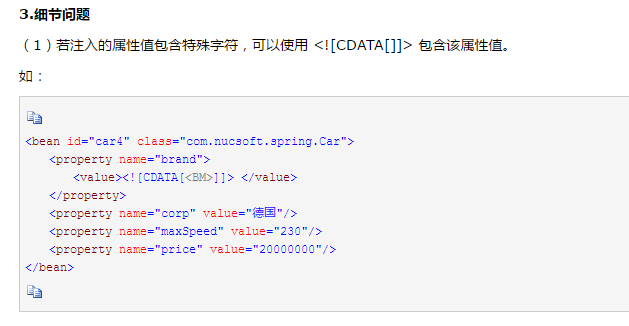 3.细节问题
（1）若注入的属性值包含特殊字符，可以使用 <![CDATA[]]> 包含该属性值。
如：
<bean id="car4" class="com.nucsoft.spring.Car">
<property name="brand">
<value><![CDATA[<BM>]]> </value>
</property>
<property name="corp" value="德国"/>
<property name="maxSpeed" value="230"/>
<property name="price" value="20000000"/>
</bean>